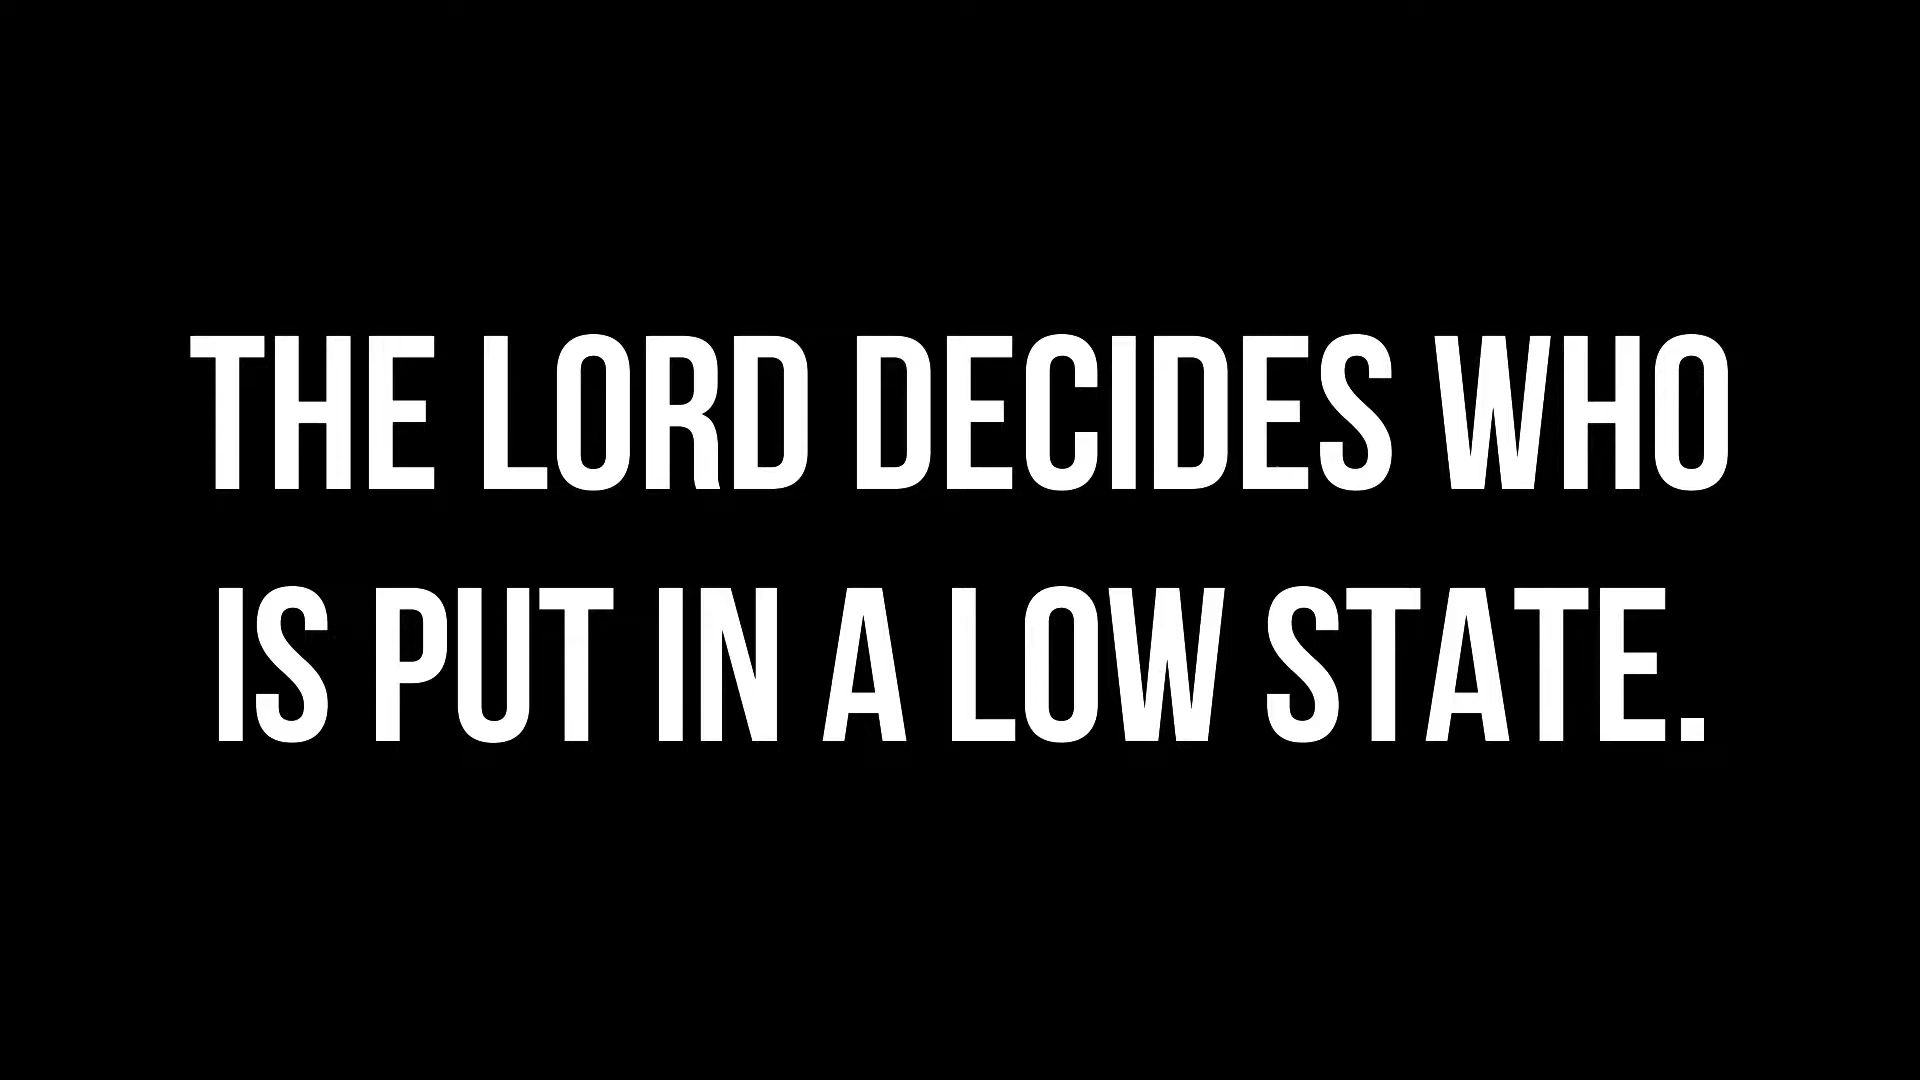 THE LORD DECIDES WHO
IS PUT IN A LOW STATE.